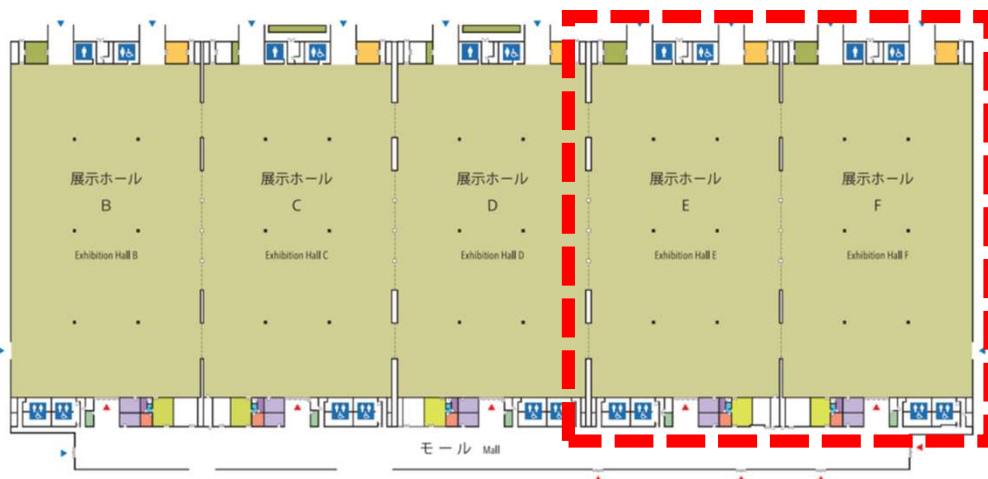 展示ホール
B
Exhibition Hall B
展示ホール
C
Exhibition Hall C
展示ホール
D
Exhibition Hall D
展示ホール
E
Exhibition Hall E
展示ホール
F
Exhibition Hall F
モール Mall